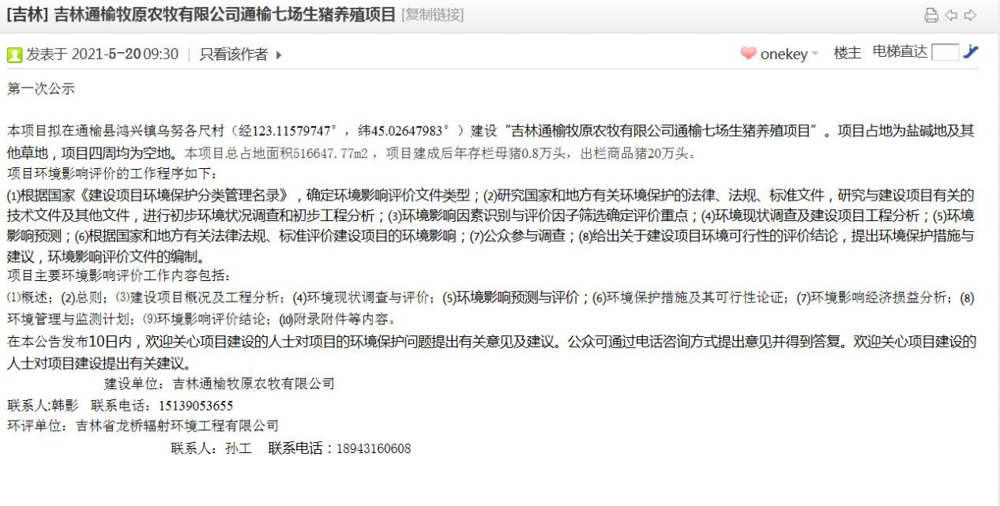 [吉林] 吉林通榆牧原农牧有限公司通榆七场生猪养殖项目 [复制链接]
发表于 2021-5-20 09:30 | 只看该作者
onekey 楼主 电梯直达
第一次公示
本项目拟在通榆县鸿兴镇乌努各尺村（经123.11579747°，纬45.02647983°）建设“吉林通榆牧原农牧有限公司通榆七场生猪养殖项目”。项目占地为盐碱地及其
他草地，项目四周均为空地。本项目总占地面积516647.77m2，项目建成后年存栏母猪0.8万头，出栏商品猪20万头。
项目环境影响评价的工作程序如下：
(1)根据国家《建设项目环境保护分类管理名录》，确定环境影响评价文件类型；(2)研究国家和地方有关环境保护的法律、法规、标准文件，研究与建设项目有关的
技术文件及其他文件，进行初步环境状况调查和初步工程分析；(3)环境影响因素识别与评价因子筛选确定评价重点；(4)环境现状调查及建设项目工程分析；(5)环境
影响预测；(6)根据国家和地方有关法律法规、标准评价建设项目的环境影响；(7)公众参与调查；(8)给出关于建设项目环境可行性的评价结论，提出环境保护措施与
建议，环境影响评价文件的编制。
项目主要环境影响评价工作内容包括：
⑴概述；(2)总则；⑶建设项目概况及工程分析；(4)环境现状调查与评价；(5)环境影响预测与评价；(6)环境保护措施及其可行性论证；(7)环境影响经济损益分析；(8)
环境管理与监测计划；⑼环境影响评价结论；(10)附录附件等内容。
在本公告发布10日内，欢迎关心项目建设的人士对项目的环境保护问题提出有关意见及建议。公众可通过电话咨询方式提出意见并得到答复。欢迎关心项目建设的
人士对项目建设提出有关建议。
建设单位：吉林通榆牧原农牧有限公司
联系人:韩影 联系电话：15139053655
环评单位：吉林省龙桥辐射环境工程有限公司
联系人：孙工 联系电话：18943160608